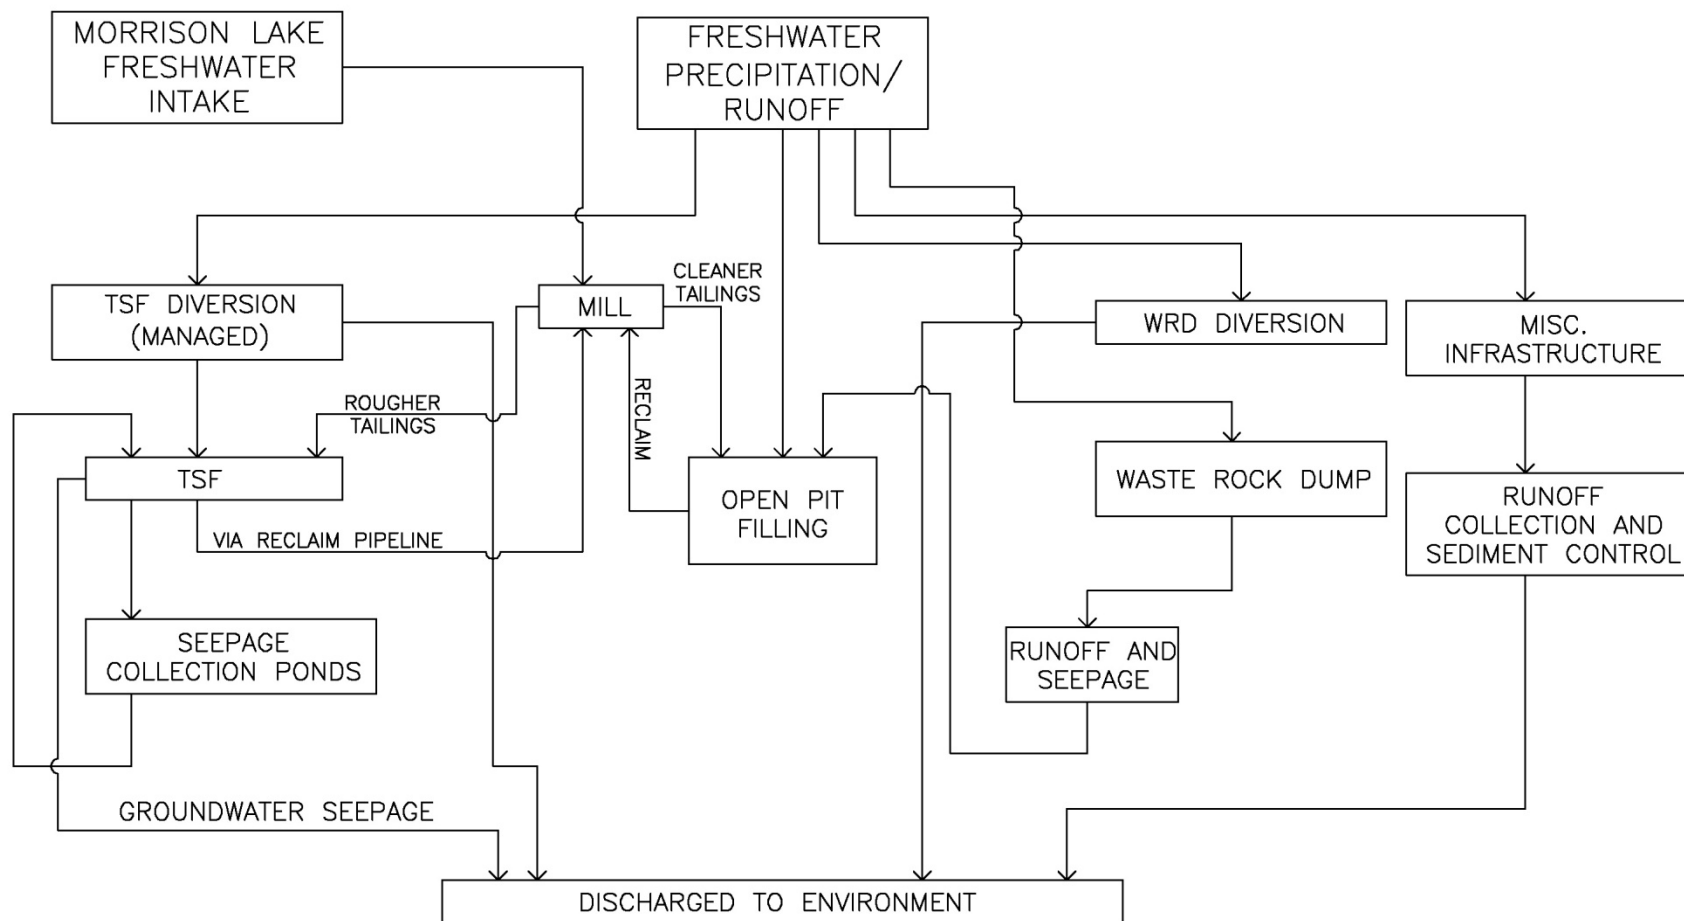 MORRISON LAKE
FRESHWATER
INTAKE
FRESHWATER
PRECIPITATION/
RUNOFF
TSF DIVERSION
(MANAGED)
MILL
CLEANER
TAILINGS
WRD DIVERSION
MISC.
INFRASTRUCTURE
ROUGHER
TAILINGS
RECLAIM
TSF
OPEN PIT
FILLING
WASTE ROCK DUMP
RUNOFF
COLLECTION AND
SEDIMENT CONTROL
VIA RECLAIM PIPELINE
SEEPAGE
COLLECTION PONDS
RUNOFF AND
SEEPAGE
GROUNDWATER SEEPAGE
DISCHARGED TO ENVIRONMENT